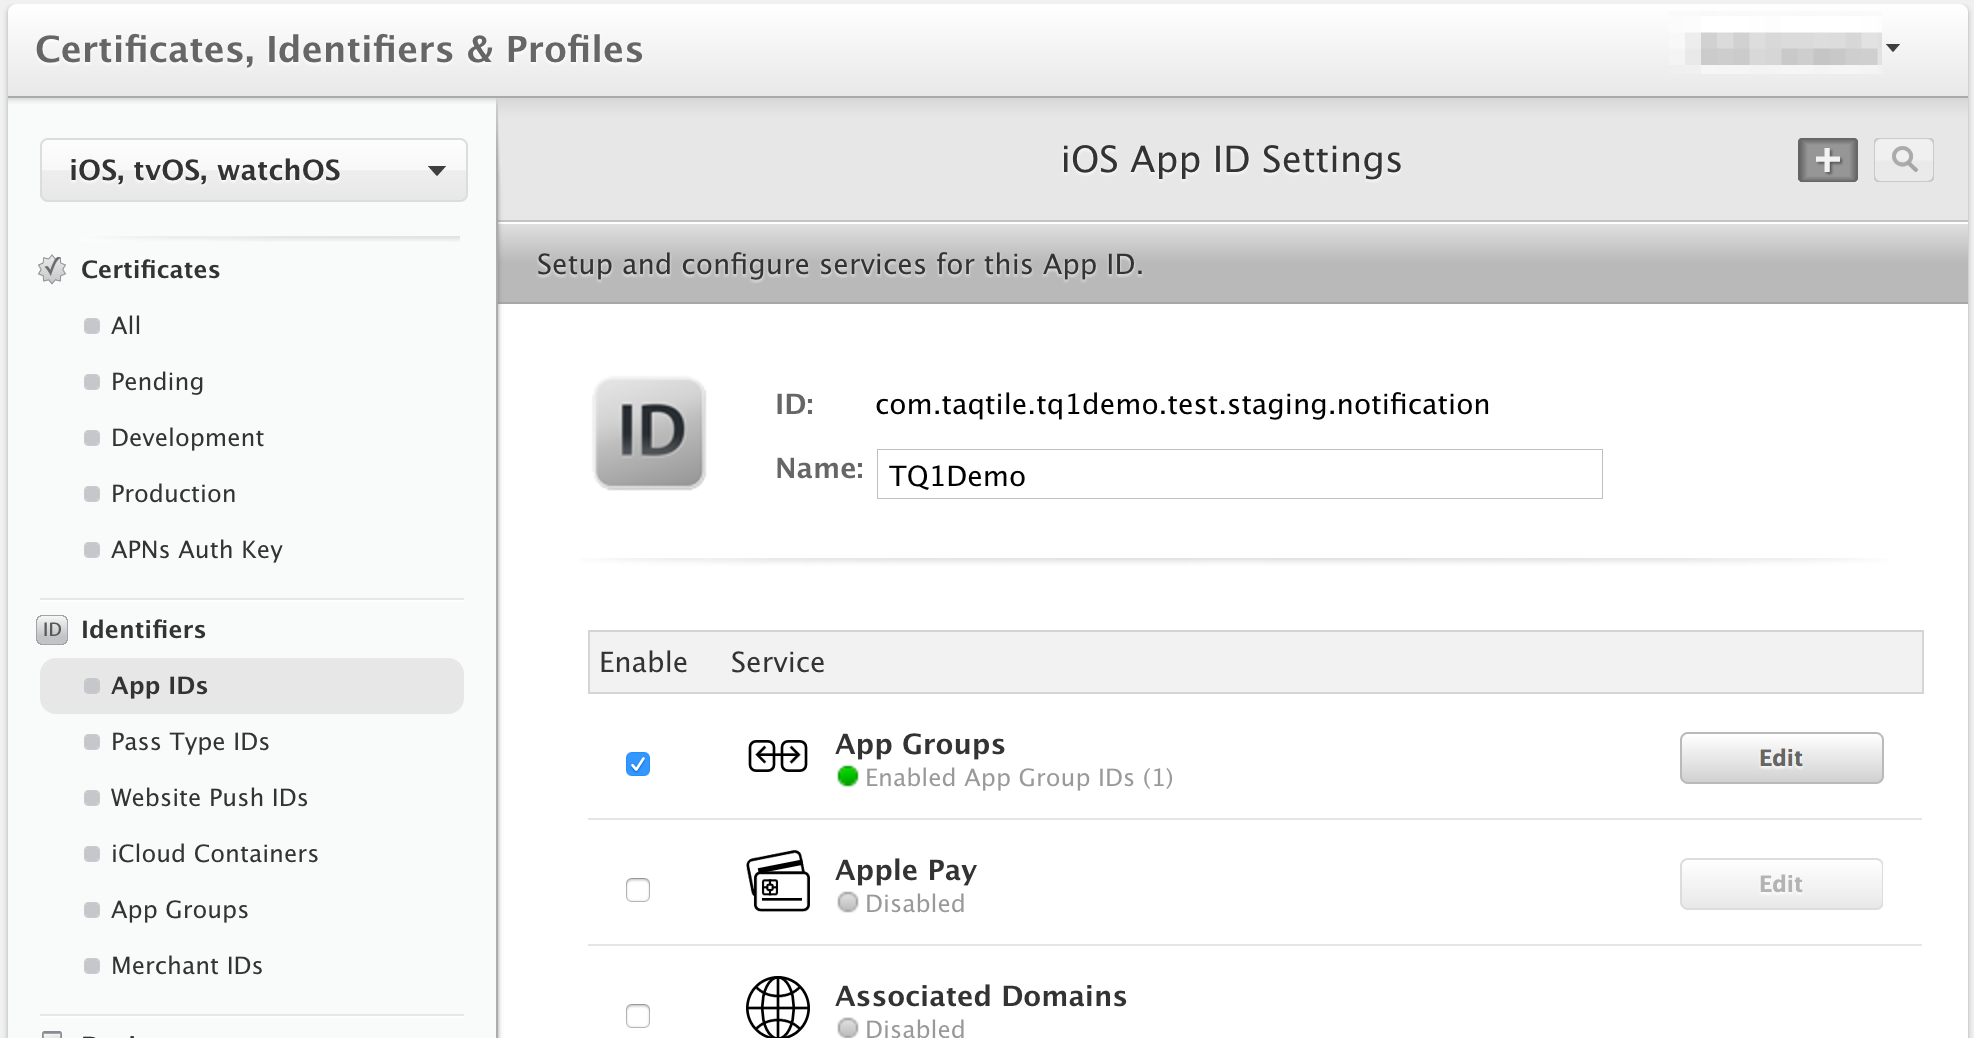 Certificates, Identifiers & Profiles
iOS, tvOS, watchOS
Certificates
All
Pending
Development
Production
APNs Auth Key
ID Identifiers
App IDs
Pass Type IDs
Website Push IDs
iCloud Containers
App Groups
Merchant IDs
iOS App ID Settings
Setup and configure services for this App ID.
ID
ID: com.taqtile.tq1demo.test.staging.notification
Name: TQ1Demo
Enable Service
App Groups
Enabled App Group IDs (1)
Edit
Apple Pay
Disabled
Edit
Associated Domains
Disabled